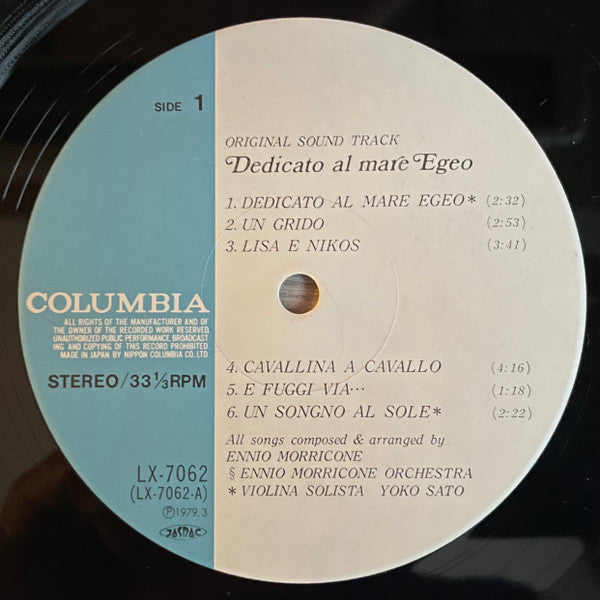 SIDE 1
ORIGINAL SOUND TRACK
Dedicato al mare Egeo
1. DEDICATO AL MARE EGEO* (2:32)
2. UN GRIDO (2:53)
3. LISA E NIKOS (3:41)
COLUMBIA
ALL RIGHTS OF THE MANUFACTURER AND OF
THE OWNER OF THE RECORDED WORK RESERVED.
UNAUTHORIZED PUBLIC PERFORMANCE BROADCAST
ING AND COPYING OF THIS RECORD PROHIBITED.
MADE IN JAPAN BY NIPPON COLUMBIA CO., LTD.
STEREO/33 1/3 RPM
4. CAVALLINA A CAVALLO (4:16)
5. E FUGGI VIA… (1:18)
6. UN SONGNO AL SOLE* (2:22)
All songs composed & arranged by
ENNIO MORRICONE
§ ENNIO MORRICONE ORCHESTRA
* VIOLINA SOLISTA YOKO SATO
LX-7062
(LX-7062-A)
Ⓟ1979.3
JASRAC